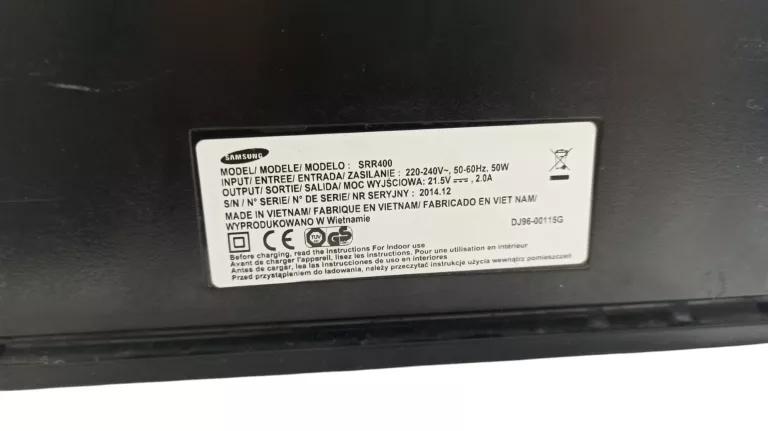 SAMSUNG
MODEL/ MODELE/ MODELO : SRR400
INPUT/ ENTREE/ ENTRADA/ ZASILANIE : 220-240V~, 50-60Hz, 50W
OUTPUT/ SORTIE/ SALIDA/ MOC WYJŚCIOWA: 21.5V⎓, 2.0A
S/N / N° SERIE/ N° DE SERIE/ NR SERYJNY : 2014.12
MADE IN VIETNAM/ FABRIQUE EN VIETNAM/ FABRICADO EN VIET NAM/
WYPRODUKOWANO W Wietnamie
DJ96-00115G
CE TUV GS
Before charging, read the instructions For Indoor use
Avant de charger l'appareil, lisez les instructions. Pour une utilisation en intérieur
Antes de cargar, lea las instrucciones De uso en interiores
Przed przystąpieniem do ładowania, należy przeczytać instrukcje użycia wewnątrz pomieszczeń